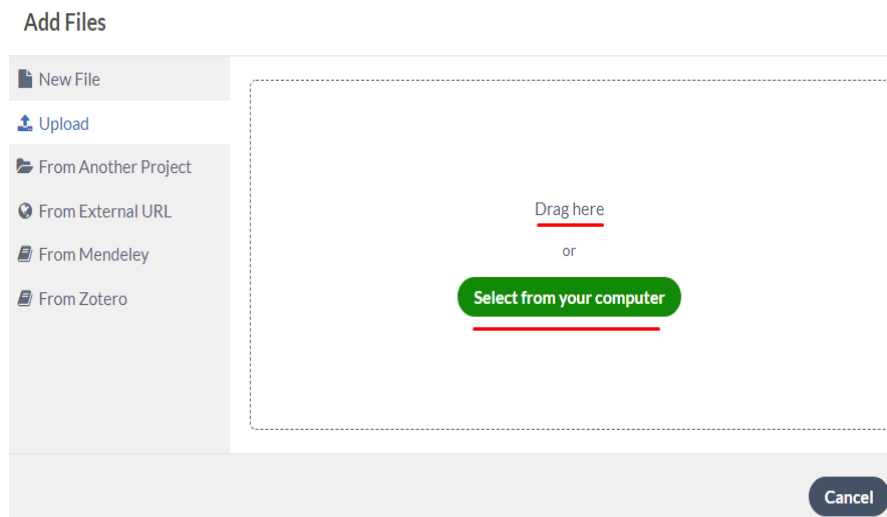 Add Files
New File
Upload
From Another Project
From External URL
From Mendeley
From Zotero
Drag here
or
Select from your computer
Cancel